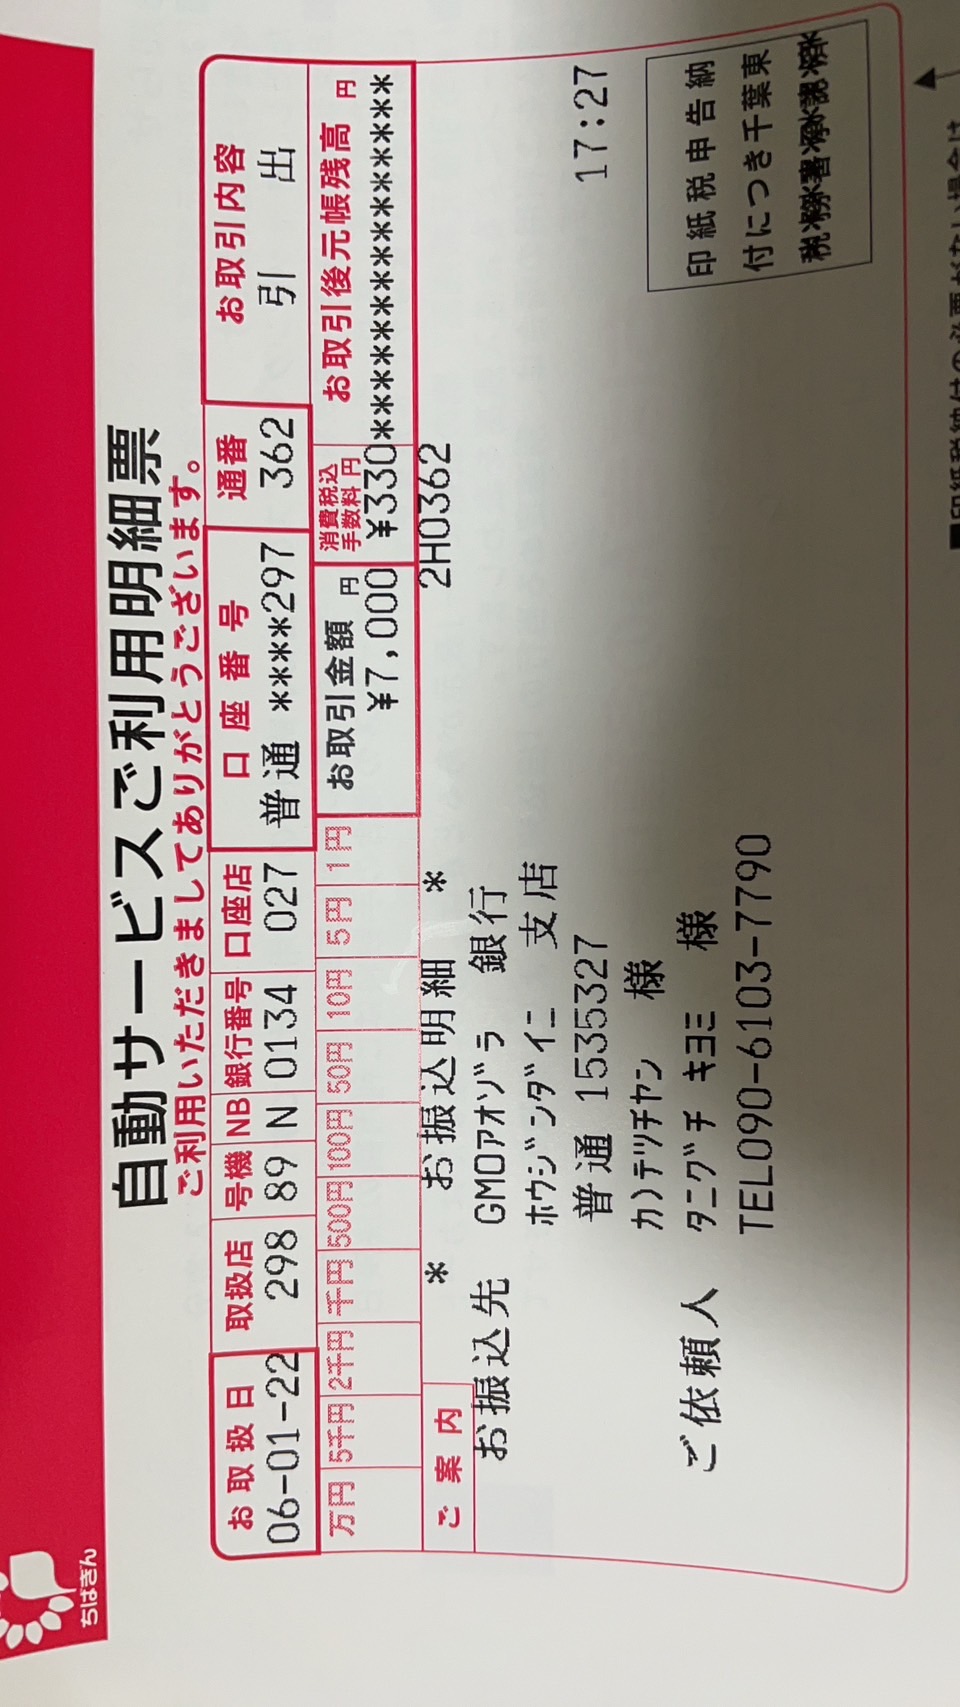 ちばぎん
自動サービスご利用明細票
ご利用いただきましてありがとうございます。
お取扱日 取扱店 号機 NB 銀行番号 口座店 口座番号 通番 お取引内容
06-01-22 298 89 N 0134 027 普通 ****297 362 引出
万円 5千円 2千円 千円 500円 100円 50円 10円 5円 1円 お取引金額 円 消費税込手数料 円 お取引後元帳残高 円
¥7,000 ¥330******************
ご案内 * お振込明細 * 2H0362
お振込先 GMOアオゾラ 銀行
ホウジンダイニ 支店
普通 1535327 17:27
カ)デツチヤン 様
ご依頼人 タニグチ キヨミ 様
TEL090-6103-7790
印紙税申告納
付につき千葉東
税務署承認済